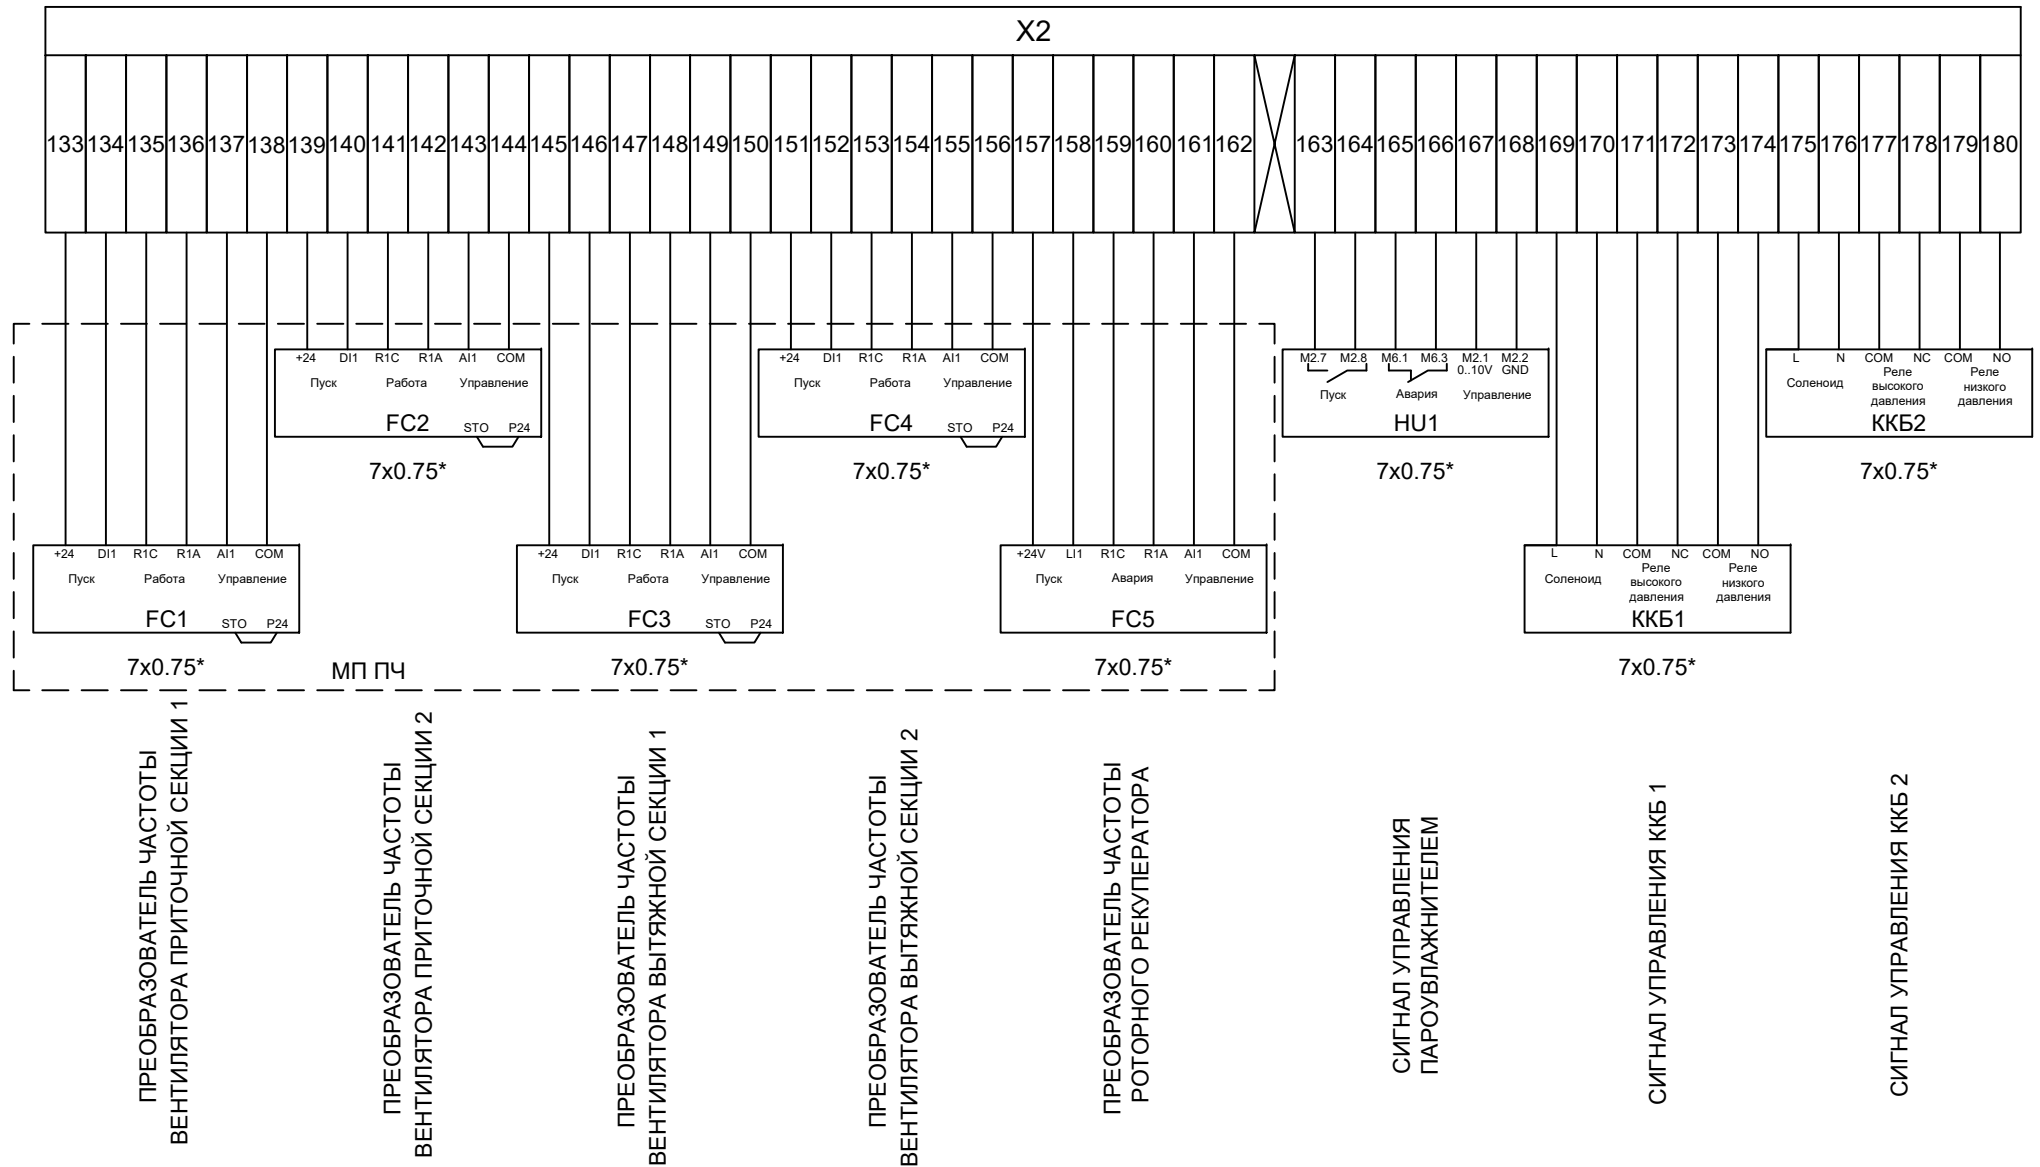 X2
133 134 135 136 137 138 139 140 141 142 143 144 145 146 147 148 149 150 151 152 153 154 155 156 157 158 159 160 161 162 163 164 165 166 167 168 169 170 171 172 173 174 175 176 177 178 179 180
+24 DI1 R1C R1A AI1 COM
Пуск Работа Управление
FC2 STO P24
7x0.75*
+24 DI1 R1C R1A AI1 COM
Пуск Работа Управление
FC4 STO P24
7x0.75*
M2.7 M2.8 M6.1 M6.3 M2.1 M2.2
0..10V GND
Пуск Авария Управление
HU1
7x0.75*
L N COM NC COM NO
Соленоид Реле Реле
высокого низкого
давления давления
ККБ2
7x0.75*
+24 DI1 R1C R1A AI1 COM
Пуск Работа Управление
FC1 STO P24
7x0.75*
МП ПЧ
+24 DI1 R1C R1A AI1 COM
Пуск Работа Управление
FC3 STO P24
7x0.75*
+24V LI1 R1C R1A AI1 COM
Пуск Авария Управление
FC5
7x0.75*
L N COM NC COM NO
Соленоид Реле Реле
высокого низкого
давления давления
ККБ1
7x0.75*
ПРЕОБРАЗОВАТЕЛЬ ЧАСТОТЫ
ВЕНТИЛЯТОРА ПРИТОЧНОЙ СЕКЦИИ 1
ПРЕОБРАЗОВАТЕЛЬ ЧАСТОТЫ
ВЕНТИЛЯТОРА ПРИТОЧНОЙ СЕКЦИИ 2
ПРЕОБРАЗОВАТЕЛЬ ЧАСТОТЫ
ВЕНТИЛЯТОРА ВЫТЯЖНОЙ СЕКЦИИ 1
ПРЕОБРАЗОВАТЕЛЬ ЧАСТОТЫ
ВЕНТИЛЯТОРА ВЫТЯЖНОЙ СЕКЦИИ 2
ПРЕОБРАЗОВАТЕЛЬ ЧАСТОТЫ
РОТОРНОГО РЕКУПЕРАТОРА
СИГНАЛ УПРАВЛЕНИЯ
ПАРОУВЛАЖНИТЕЛЕМ
СИГНАЛ УПРАВЛЕНИЯ ККБ 1
СИГНАЛ УПРАВЛЕНИЯ ККБ 2